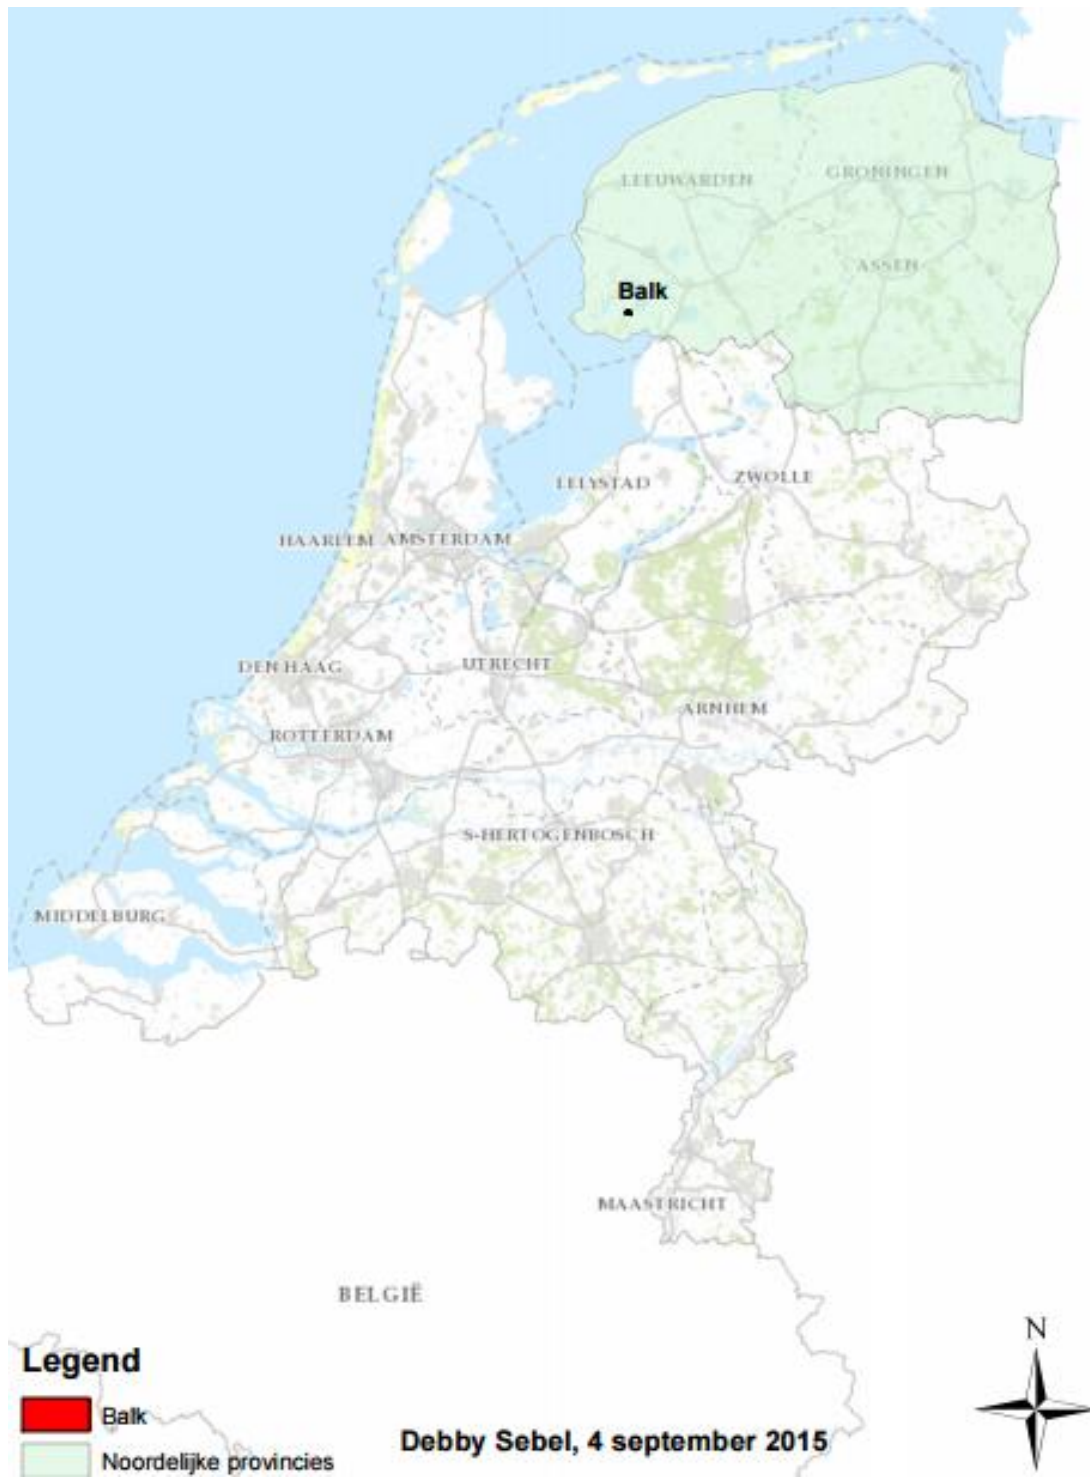 LEEUWARDEN
GRONINGEN
ASSEN
Balk
LELYSTAD
ZWOLLE
HAARLEM
AMSTERDAM
DEN HAAG
UTRECHT
ARNHEM
ROTTERDAM
S-HERTOGENBOSCH
MIDDELBURG
MAASTRICHT
BELGIË
N
Legend
Balk
Debby Sebel, 4 september 2015
Noordelijke provincies